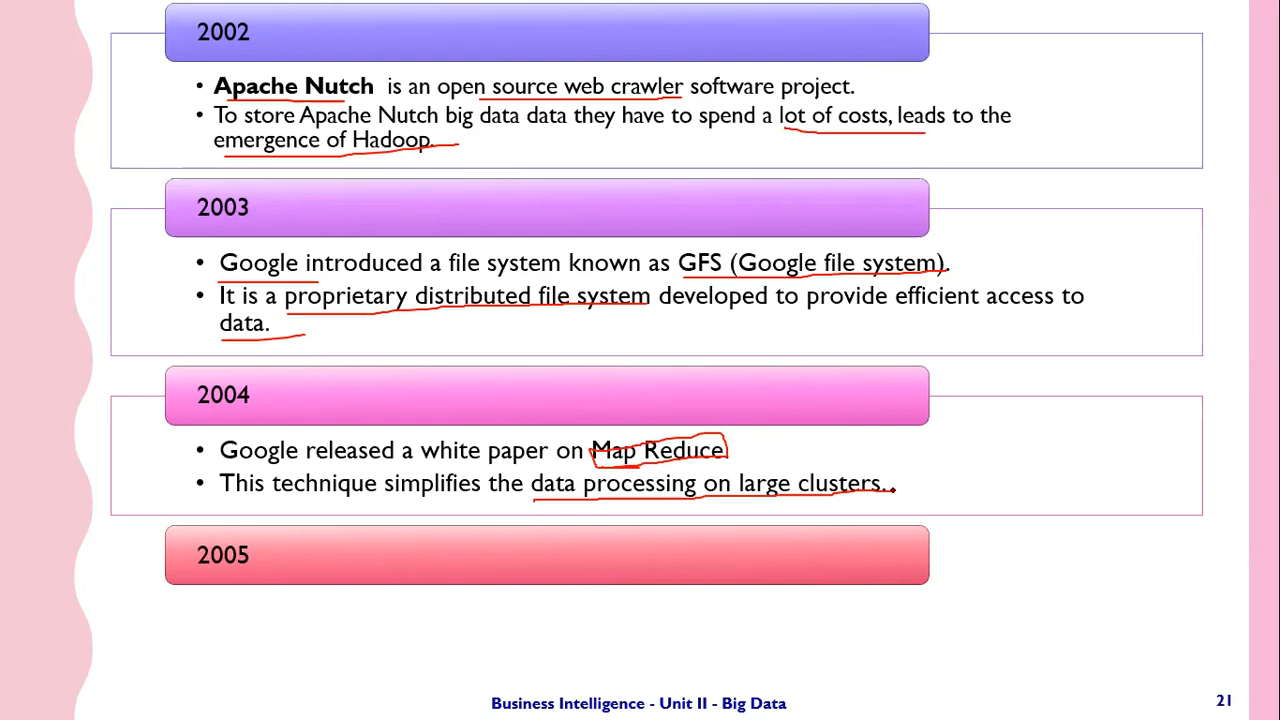 2002
• Apache Nutch is an open source web crawler software project.
• To store Apache Nutch big data data they have to spend a lot of costs, leads to the
emergence of Hadoop.
2003
• Google introduced a file system known as GFS (Google file system).
• It is a proprietary distributed file system developed to provide efficient access to
data.
2004
• Google released a white paper on Map Reduce
• This technique simplifies the data processing on large clusters.
2005
Business Intelligence - Unit II - Big Data
21